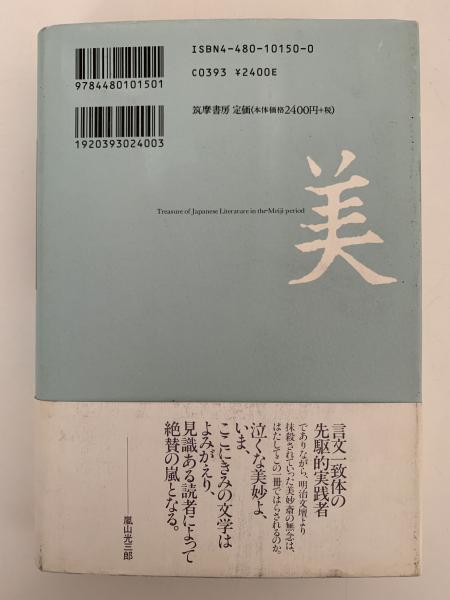 ISBN4-480-10150-0
C0393 ¥2400E
9784480101501
筑摩書房 定価(本体価格2400円+税)
1920393024003
Treasure of Japanese Literature in the Meiji period
美
言文一致体の
先駆的実践者
でありながら、明治文壇より
抹殺されていった美妙斎の無念は、
はたしてこの一冊ではらされるのか。
泣くな美妙よ、
いま、
ここにきみの文学は
よみがえり、
見識ある読者によって
絶賛の嵐となる。
——嵐山光三郎